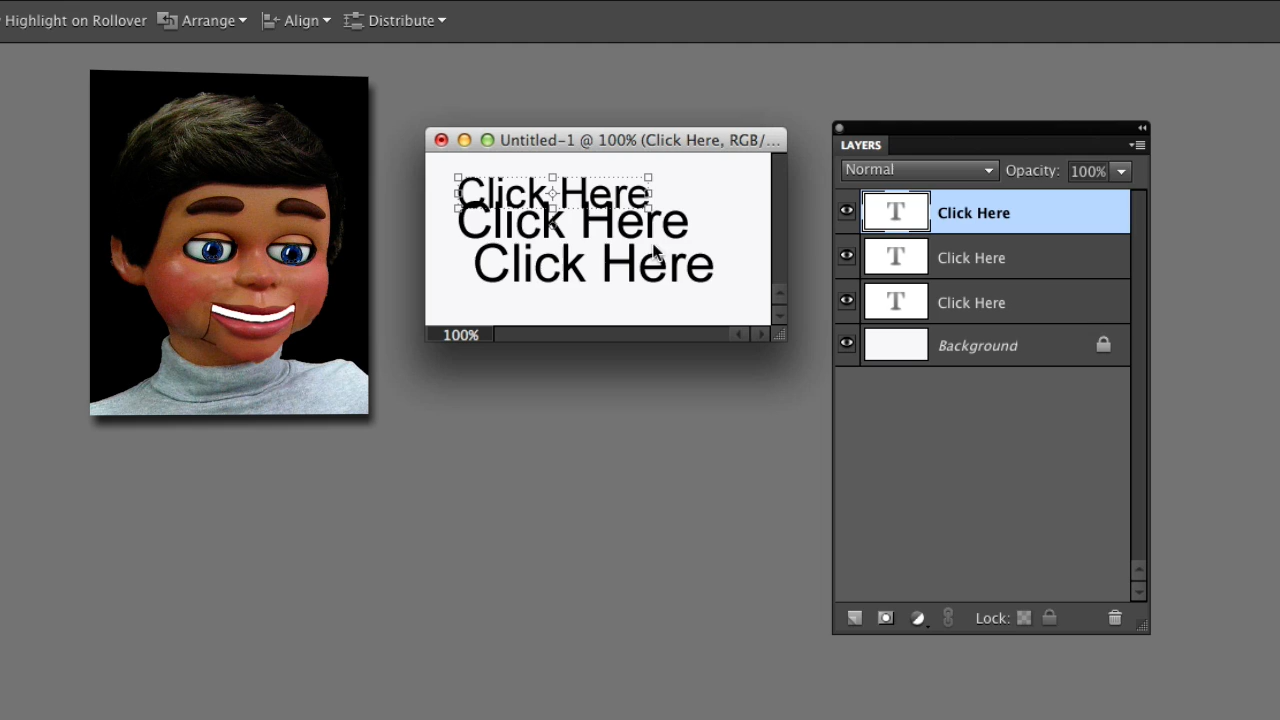 Highlight on Rollover Arrange Align Distribute
Untitled-1 @ 100% (Click Here, RGB/...
Click Here
Click Here
Click Here
100%
LAYERS
Normal Opacity: 100%
T Click Here
T Click Here
T Click Here
Background
Lock: